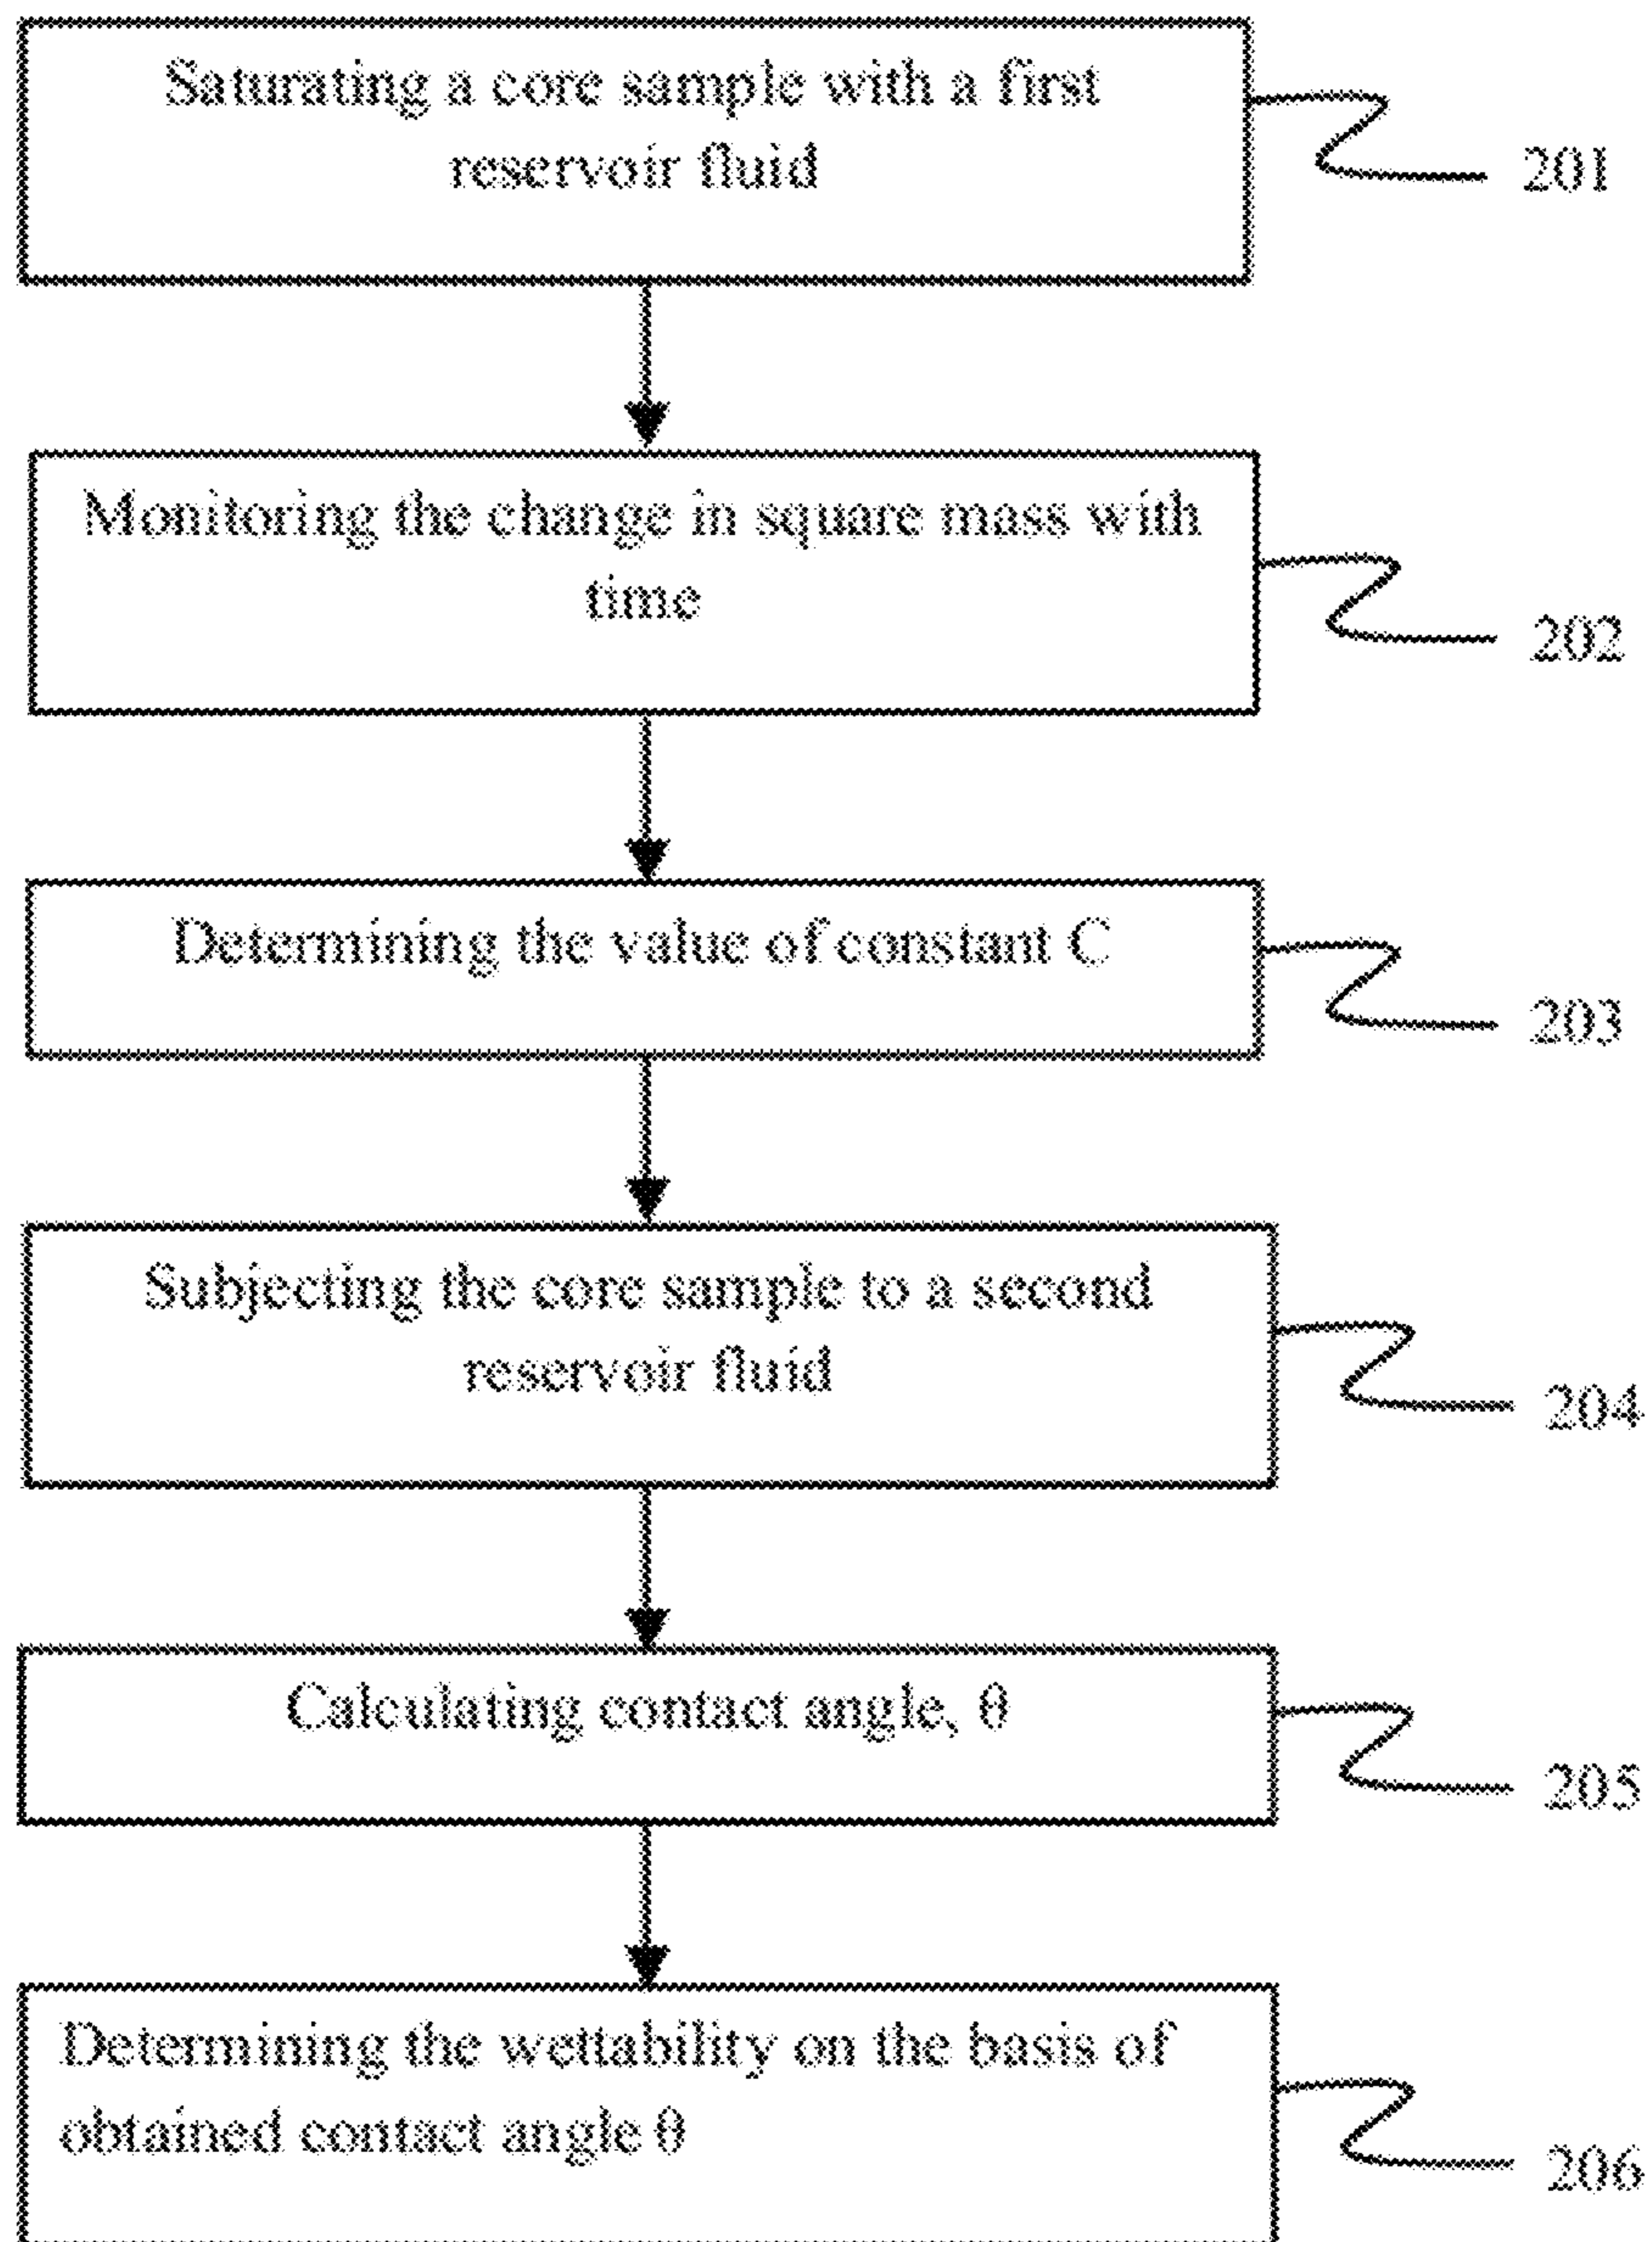 Saturating a core sample with a first
reservoir fluid
201
Monitoring the change in square mass with
time
202
Determining the value of constant C
203
Subjecting the core sample to a second
reservoir fluid
204
Calculating contact angle, θ
205
Determining the wettability on the basis of
obtained contact angle θ
206